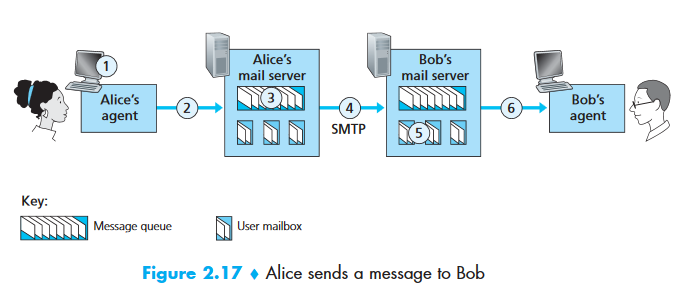 1
Alice's
agent
2
Alice's
mail server
3
4
SMTP
Bob's
mail server
5
6
Bob's
agent
Key:
Message queue
User mailbox
Figure 2.17 ♦ Alice sends a message to Bob